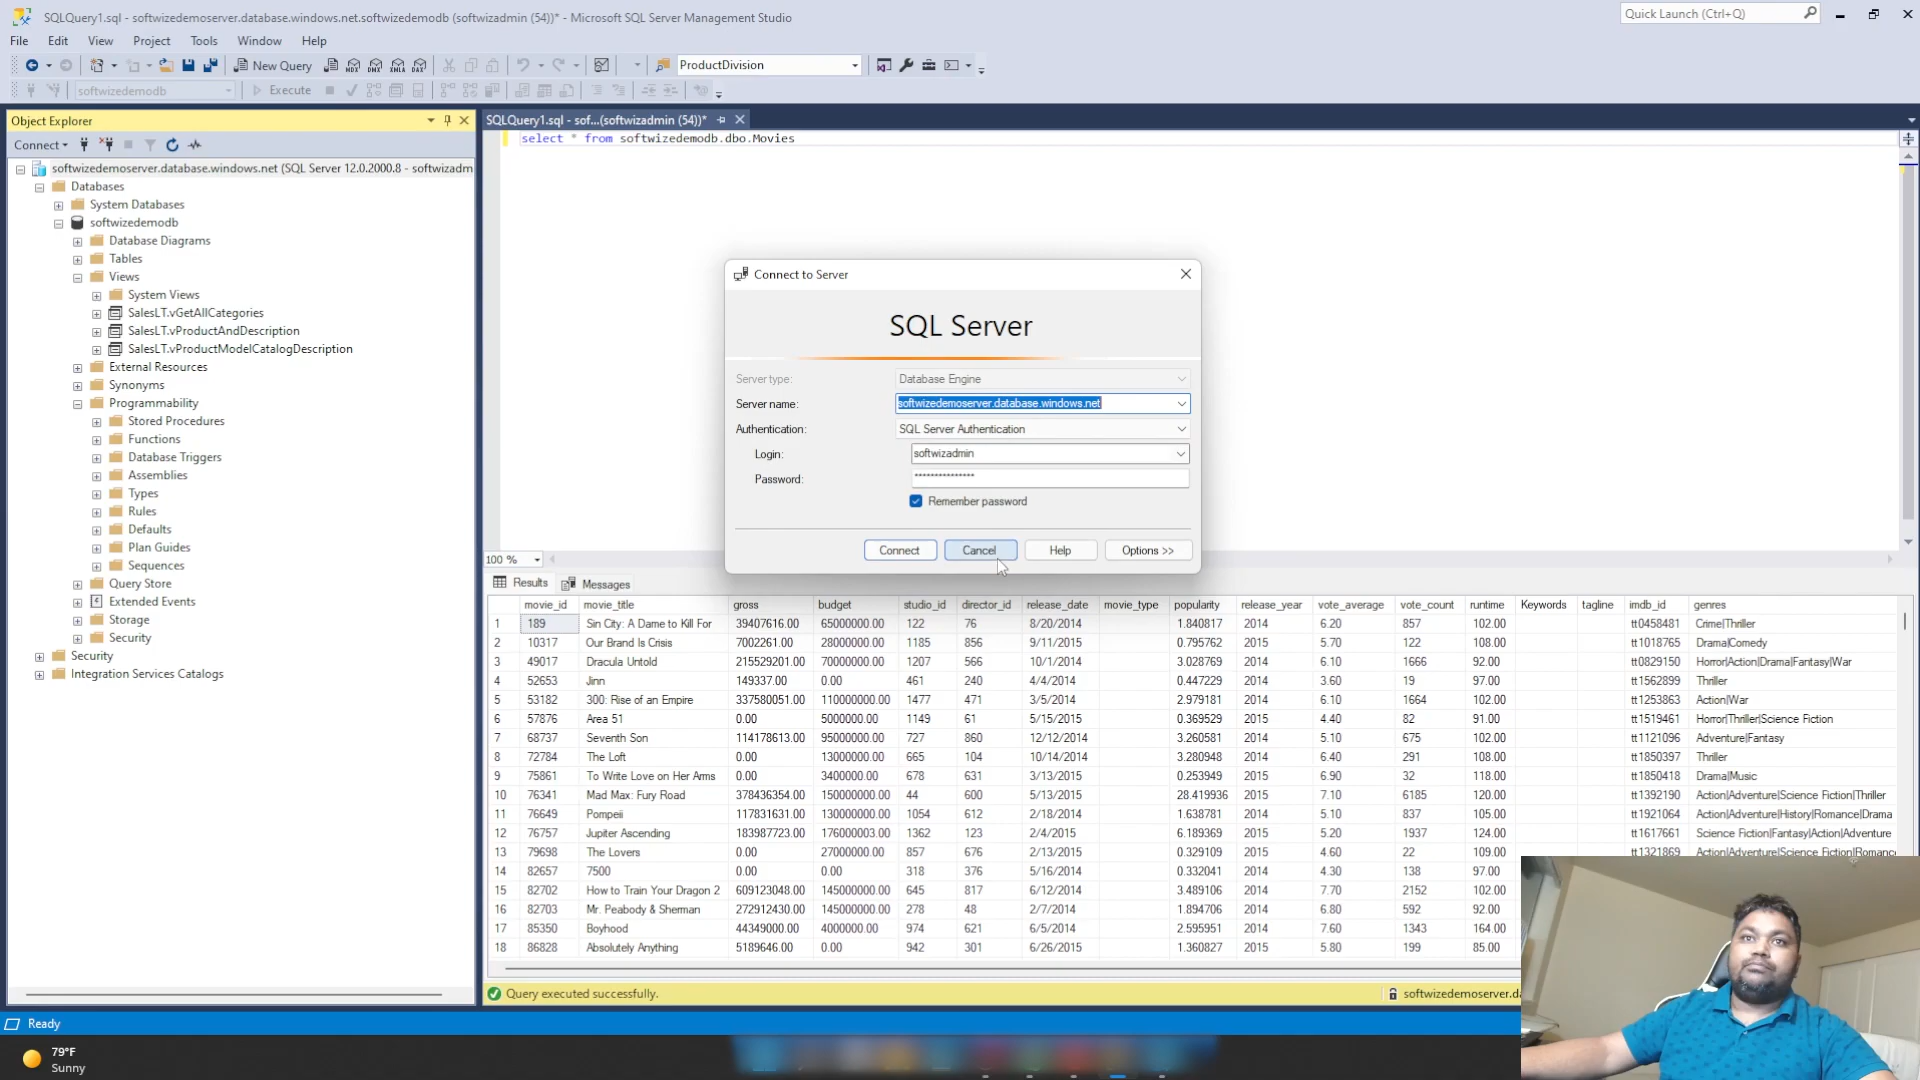 SQLQuery1.sql - softwizedemoserver.database.windows.net.softwizedemodb (softwizadmin (54))* - Microsoft SQL Server Management Studio
Quick Launch (Ctrl+Q)
File Edit View Project Tools Window Help
New Query MDX DMX XMLA DAX ProductDivision
softwizedemodb Execute
Object Explorer
SQLQuery1.sql - sof...(softwizadmin (54))*
Connect
select * from softwizedemodb.dbo.Movies
softwizedemoserver.database.windows.net (SQL Server 12.0.2000.8 - softwizadm
Databases
System Databases
softwizedemodb
Database Diagrams
Tables
Views
System Views
SalesLT.vGetAllCategories
SalesLT.vProductAndDescription
SalesLT.vProductModelCatalogDescription
External Resources
Synonyms
Programmability
Stored Procedures
Functions
Database Triggers
Assemblies
Types
Rules
Defaults
Plan Guides
Sequences
Query Store
Extended Events
Storage
Security
Security
Integration Services Catalogs
Connect to Server
SQL Server
Server type: Database Engine
Server name: softwizedemoserver.database.windows.net
Authentication: SQL Server Authentication
Login: softwizadmin
Password: ***************
Remember password
Connect Cancel Help Options >>
100 %
Results Messages
movie_id movie_title gross budget studio_id director_id release_date movie_type popularity release_year vote_average vote_count runtime Keywords tagline imdb_id genres
1 189 Sin City: A Dame to Kill For 39407616.00 65000000.00 122 76 8/20/2014 1.840817 2014 6.20 857 102.00 tt0458481 Crime|Thriller
2 10317 Our Brand Is Crisis 7002261.00 28000000.00 1185 856 9/11/2015 0.795762 2015 5.70 122 108.00 tt1018765 Drama|Comedy
3 49017 Dracula Untold 215529201.00 70000000.00 1207 566 10/1/2014 3.028769 2014 6.10 1666 92.00 tt0829150 Horror|Action|Drama|Fantasy|War
4 52653 Jinn 149337.00 0.00 461 240 4/4/2014 0.447229 2014 3.60 19 97.00 tt1562899 Thriller
5 53182 300: Rise of an Empire 337580051.00 110000000.00 1477 471 3/5/2014 2.979181 2014 6.10 1664 102.00 tt1253863 Action|War
6 57876 Area 51 0.00 5000000.00 1149 61 5/15/2015 0.369529 2015 4.40 82 91.00 tt1519461 Horror|Thriller|Science Fiction
7 68737 Seventh Son 114178613.00 95000000.00 727 860 12/12/2014 3.260581 2014 5.10 675 102.00 tt1121096 Adventure|Fantasy
8 72784 The Loft 0.00 13000000.00 665 104 10/14/2014 3.280948 2014 6.40 291 108.00 tt1850397 Thriller
9 75861 To Write Love on Her Arms 0.00 3400000.00 678 631 3/13/2015 0.253949 2015 6.90 32 118.00 tt1850418 Drama|Music
10 76341 Mad Max: Fury Road 378436354.00 150000000.00 44 600 5/13/2015 28.419936 2015 7.10 6185 120.00 tt1392190 Action|Adventure|Science Fiction|Thriller
11 76649 Pompeii 117831631.00 130000000.00 1054 612 2/18/2014 1.638781 2014 5.10 837 105.00 tt1921064 Action|Adventure|History|Romance|Drama
12 76757 Jupiter Ascending 183987723.00 176000003.00 1362 123 2/4/2015 6.189369 2015 5.20 1937 124.00 tt1617661 Science Fiction|Fantasy|Action|Adventure
13 79698 The Lovers 0.00 27000000.00 857 676 2/13/2015 0.329109 2015 4.60 22 109.00 tt1321869 Action|Adventure|Science Fiction|Romanc
14 82657 7500 0.00 0.00 318 376 5/16/2014 0.332041 2014 4.30 138 97.00
15 82702 How to Train Your Dragon 2 609123048.00 145000000.00 645 817 6/12/2014 3.489106 2014 7.70 2152 102.00
16 82703 Mr. Peabody & Sherman 272912430.00 145000000.00 278 48 2/7/2014 1.894706 2014 6.80 592 92.00
17 85350 Boyhood 44349000.00 4000000.00 974 621 6/5/2014 2.595951 2014 7.60 1343 164.00
18 86828 Absolutely Anything 5189646.00 0.00 942 301 6/26/2015 1.360827 2015 5.80 199 85.00
Query executed successfully. softwizedemoserver.da
Ready
79°F
Sunny